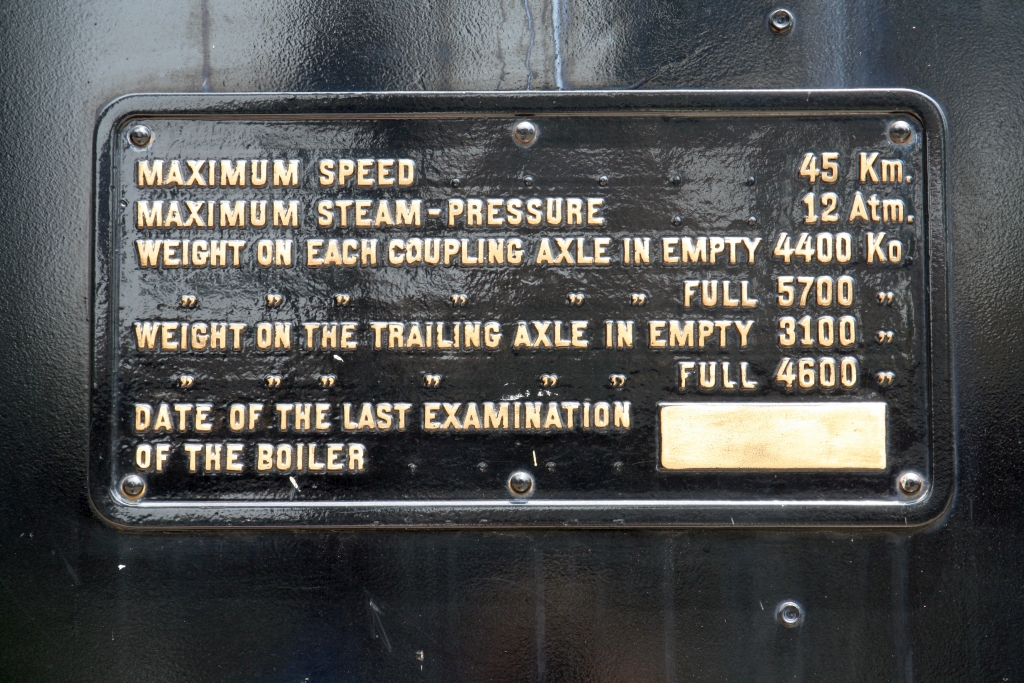 MAXIMUM SPEED . . . . . 45 Km.
MAXIMUM STEAM-PRESSURE . . 12 Atm.
WEIGHT ON EACH COUPLING AXLE IN EMPTY 4400 Ko
„ „ „ „ „ „ FULL 5700 „
WEIGHT ON THE TRAILING AXLE IN EMPTY 3100 „
„ „ „ „ „ „ FULL 4600 „
DATE OF THE LAST EXAMINATION
OF THE BOILER . . . .